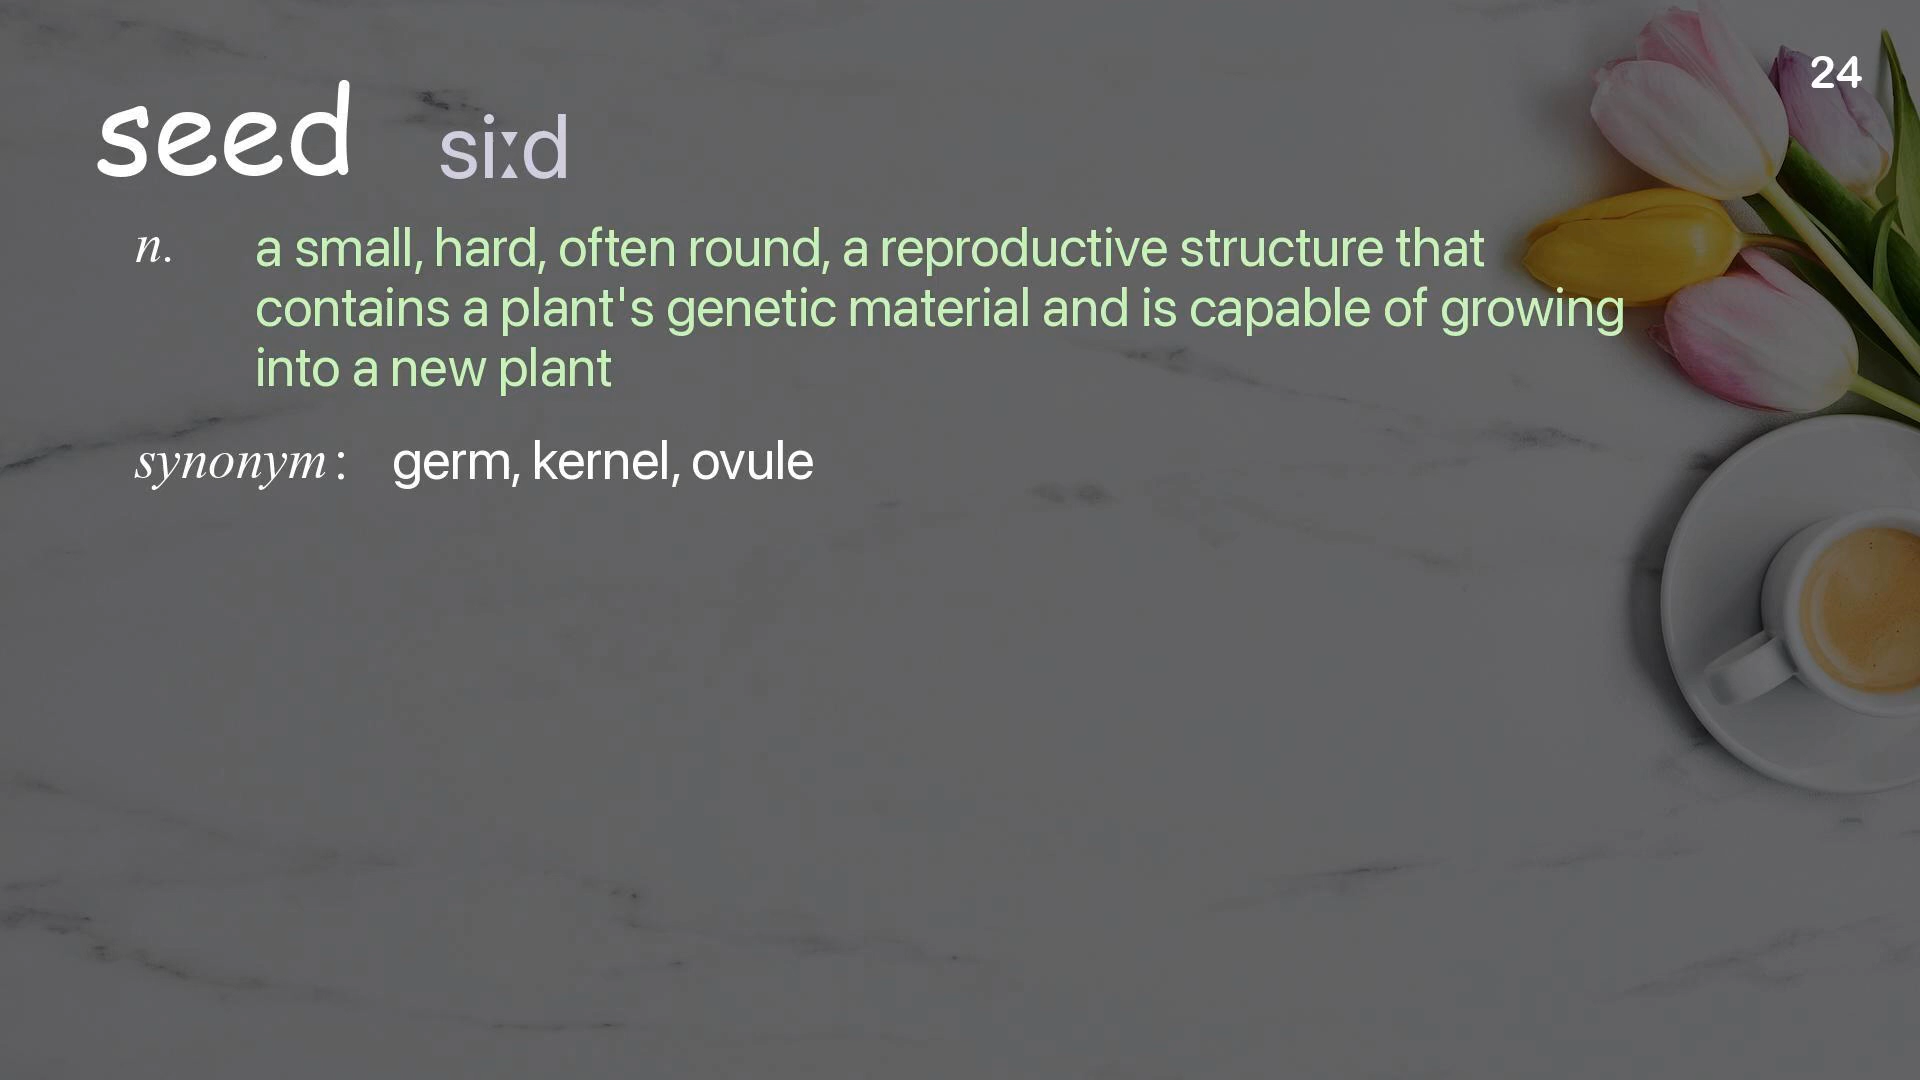 24
seed siːd
n. a small, hard, often round, a reproductive structure that
contains a plant's genetic material and is capable of growing
into a new plant
synonym : germ, kernel, ovule